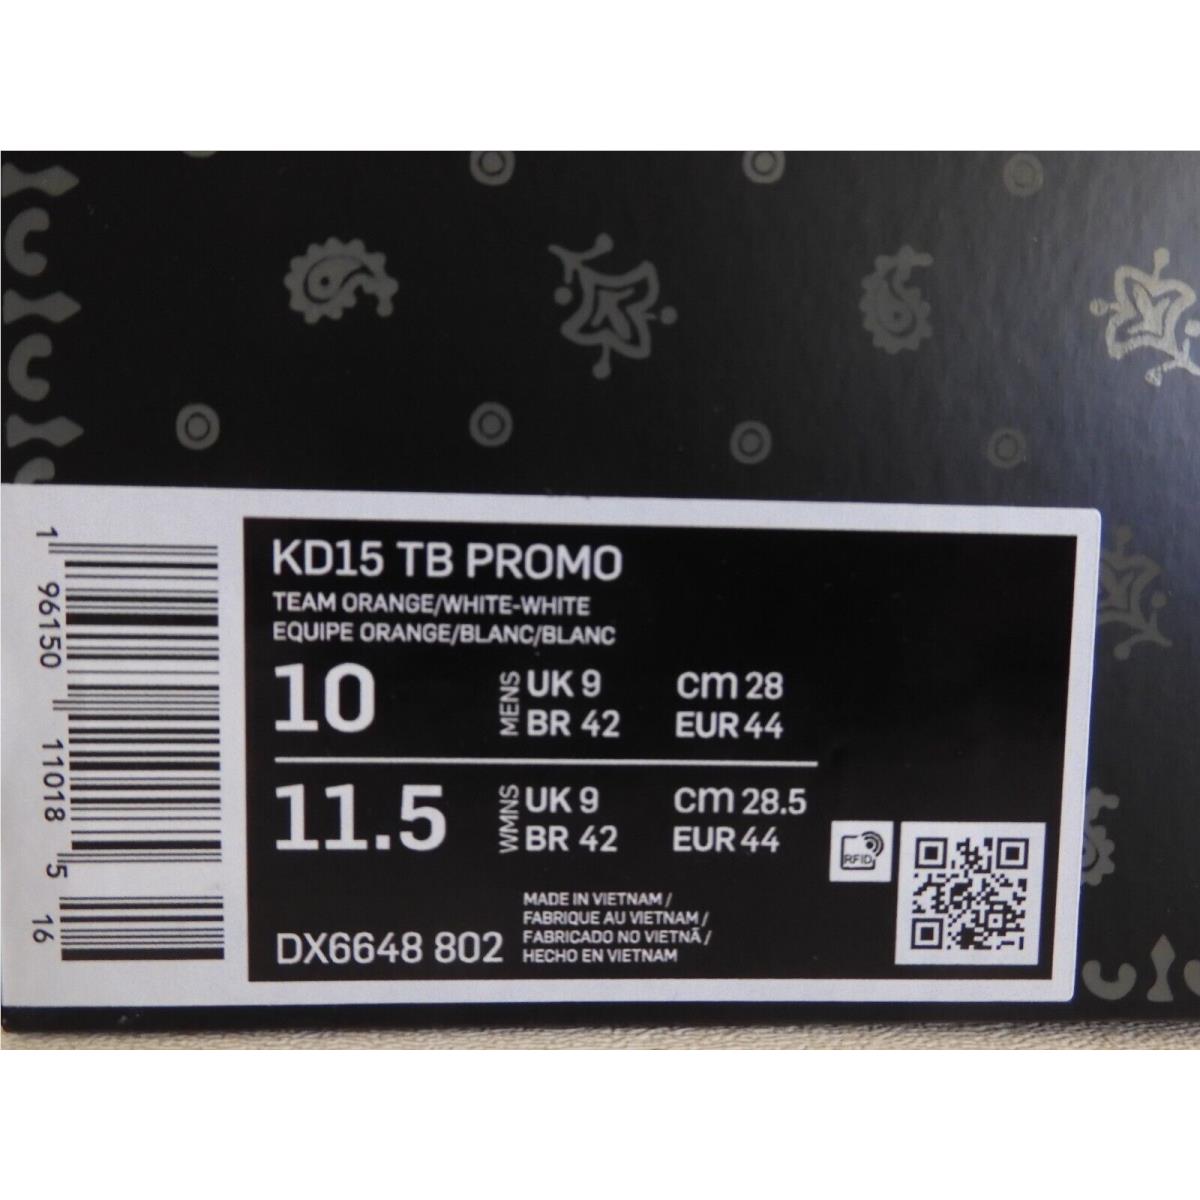 KD15 TB PROMO
TEAM ORANGE/WHITE-WHITE
EQUIPE ORANGE/BLANC/BLANC
10 MENS UK 9 cm 28
BR 42 EUR 44
11.5 WMNS UK 9 cm 28.5
BR 42 EUR 44
RFID
DX6648 802
MADE IN VIETNAM /
FABRIQUE AU VIETNAM /
FABRICADO NO VIETNÃ /
HECHO EN VIETNAM
1 96150 11018 5 16